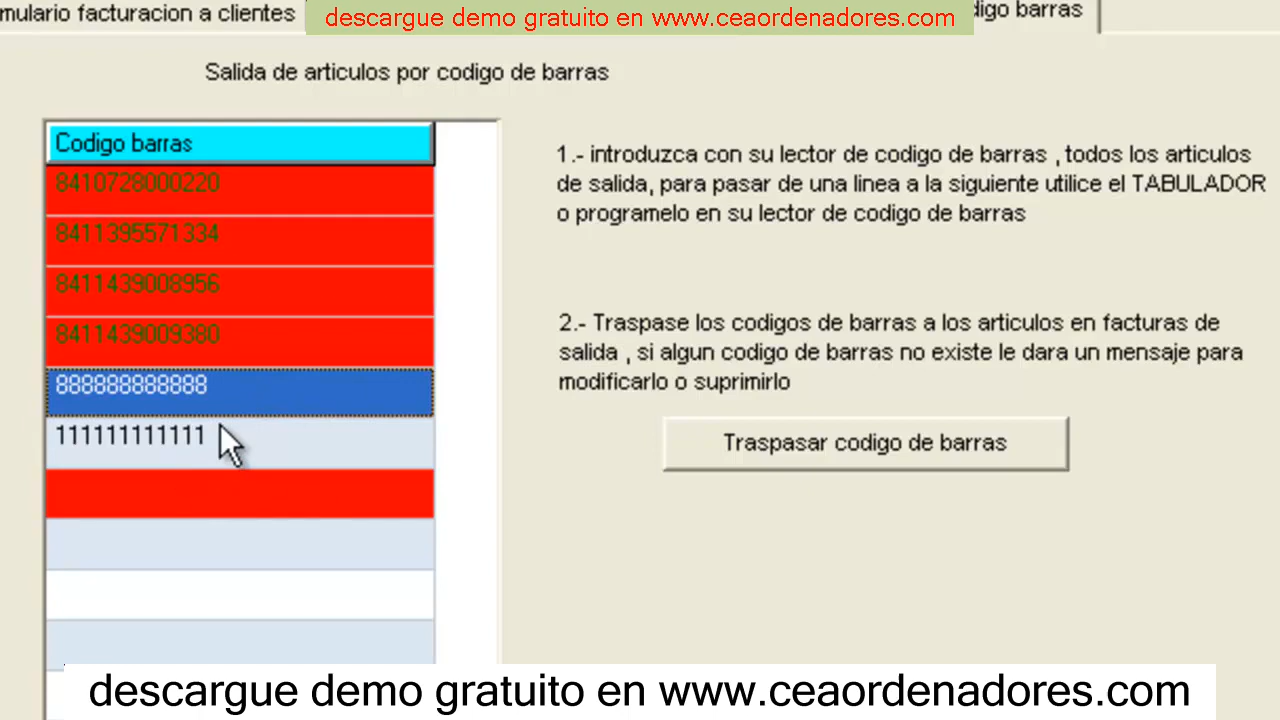 mulario facturacion a clientes
descargue demo gratuito en www.ceaordenadores.com
digo barras
Salida de articulos por codigo de barras
Codigo barras
8410728000220
8411395571334
8411439008956
8411439009380
888888888888
111111111111
1.- introduzca con su lector de codigo de barras , todos los articulos
de salida, para pasar de una linea a la siguiente utilice el TABULADOR
o programelo en su lector de codigo de barras
2.- Traspase los codigos de barras a los articulos en facturas de
salida , si algun codigo de barras no existe le dara un mensaje para
modificarlo o suprimirlo
Traspasar codigo de barras
descargue demo gratuito en www.ceaordenadores.com